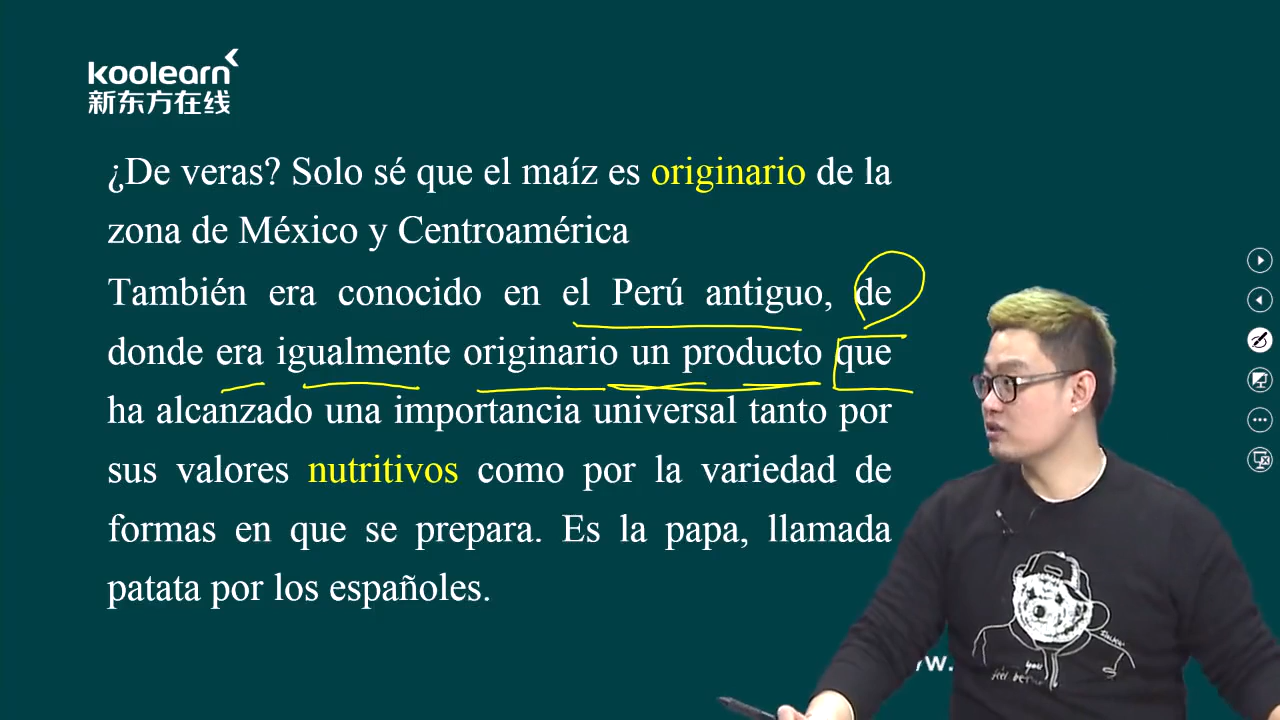 koolearn
新东方在线
¿De veras? Solo sé que el maíz es originario de la
zona de México y Centroamérica
También era conocido en el Perú antiguo, de
donde era igualmente originario un producto que
ha alcanzado una importancia universal tanto por
sus valores nutritivos como por la variedad de
formas en que se prepara. Es la papa, llamada
patata por los españoles.